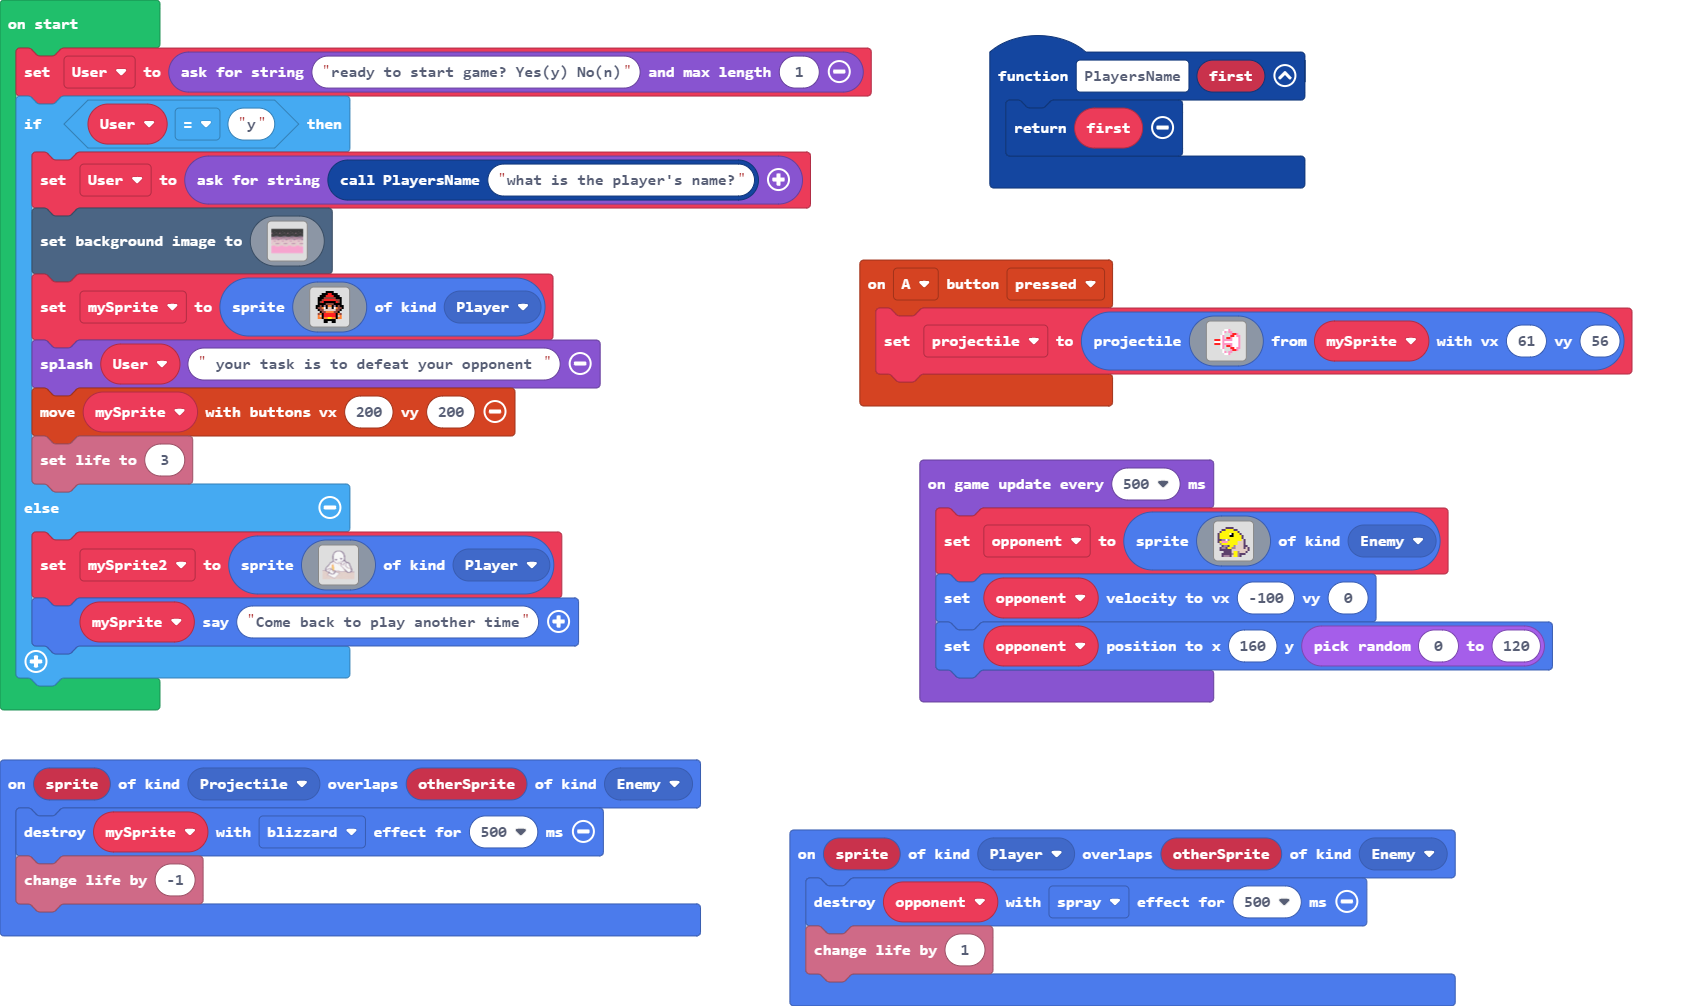 on start
set User to ask for string "ready to start game? Yes(y) No(n)" and max length 1
if User = "y" then
set User to ask for string call PlayersName "what is the player's name?"
set background image to
set mySprite to sprite of kind Player
splash User " your task is to defeat your opponent "
move mySprite with buttons vx 200 vy 200
set life to 3
else
set mySprite2 to sprite of kind Player
mySprite say "Come back to play another time"
function PlayersName first
return first
on A button pressed
set projectile to projectile from mySprite with vx 61 vy 56
on game update every 500 ms
set opponent to sprite of kind Enemy
set opponent velocity to vx -100 vy 0
set opponent position to x 160 y pick random 0 to 120
on sprite of kind Projectile overlaps otherSprite of kind Enemy
destroy mySprite with blizzard effect for 500 ms
change life by -1
on sprite of kind Player overlaps otherSprite of kind Enemy
destroy opponent with spray effect for 500 ms
change life by 1